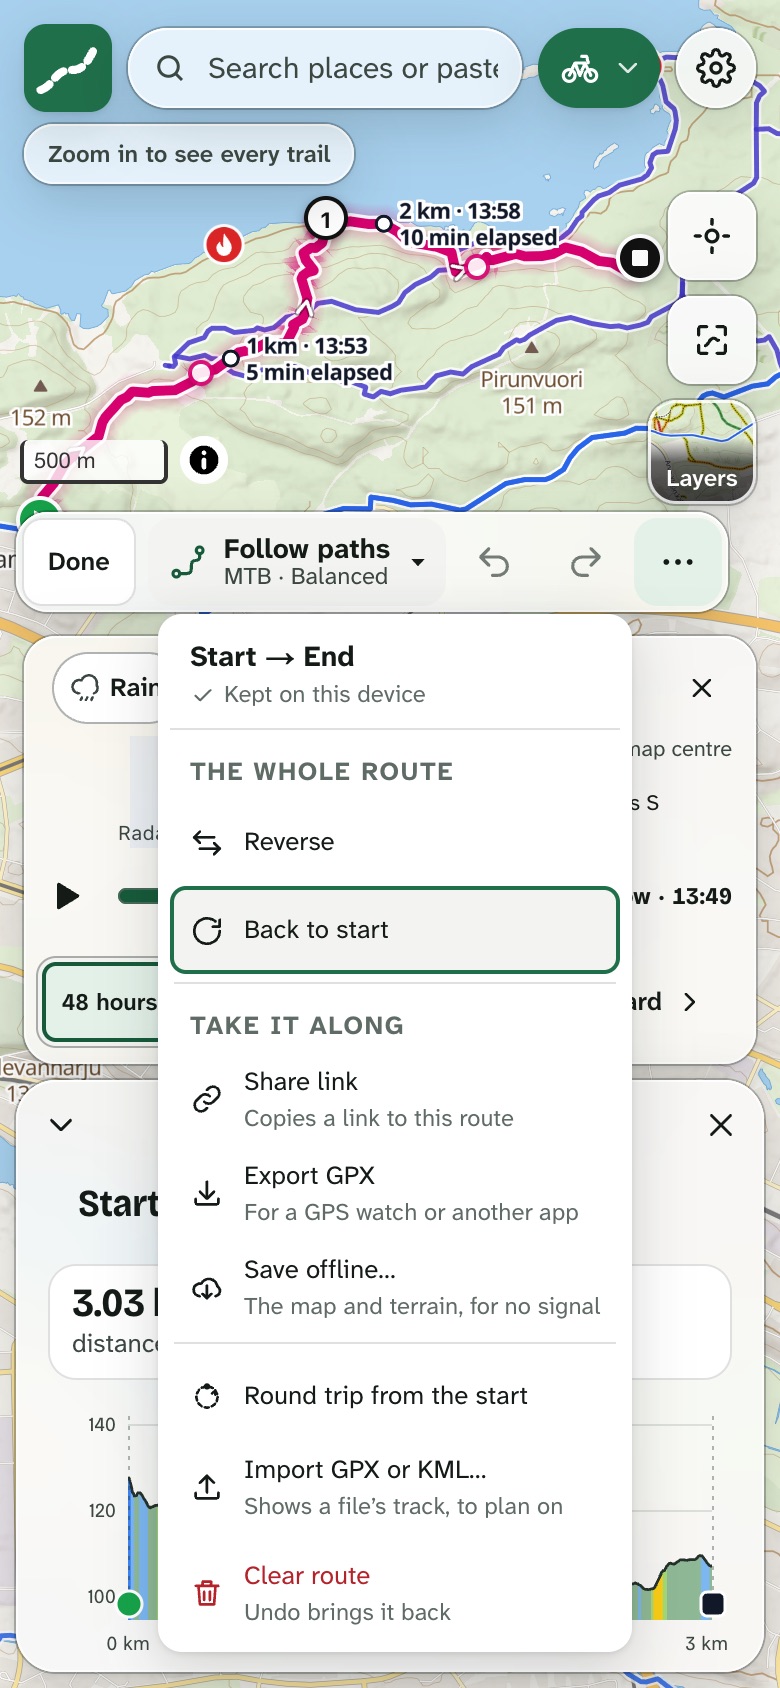 Search places or paste
Zoom in to see every trail
1
2 km · 13:58
10 min elapsed
1 km · 13:53
5 min elapsed
Pirunvuori
151 m
152 m
500 m
Layers
Done
Follow paths
MTB · Balanced
Start → End
Kept on this device
Rain
map centre
THE WHOLE ROUTE
s S
Rada
Reverse
13:49
Back to start
48 hours
TAKE IT ALONG
levanharju
Share link
Copies a link to this route
Export GPX
For a GPS watch or another app
Start
Save offline...
The map and terrain, for no signal
3.03
distance
Round trip from the start
140
Import GPX or KML...
Shows a file’s track, to plan on
120
Clear route
Undo brings it back
100
0 km
3 km